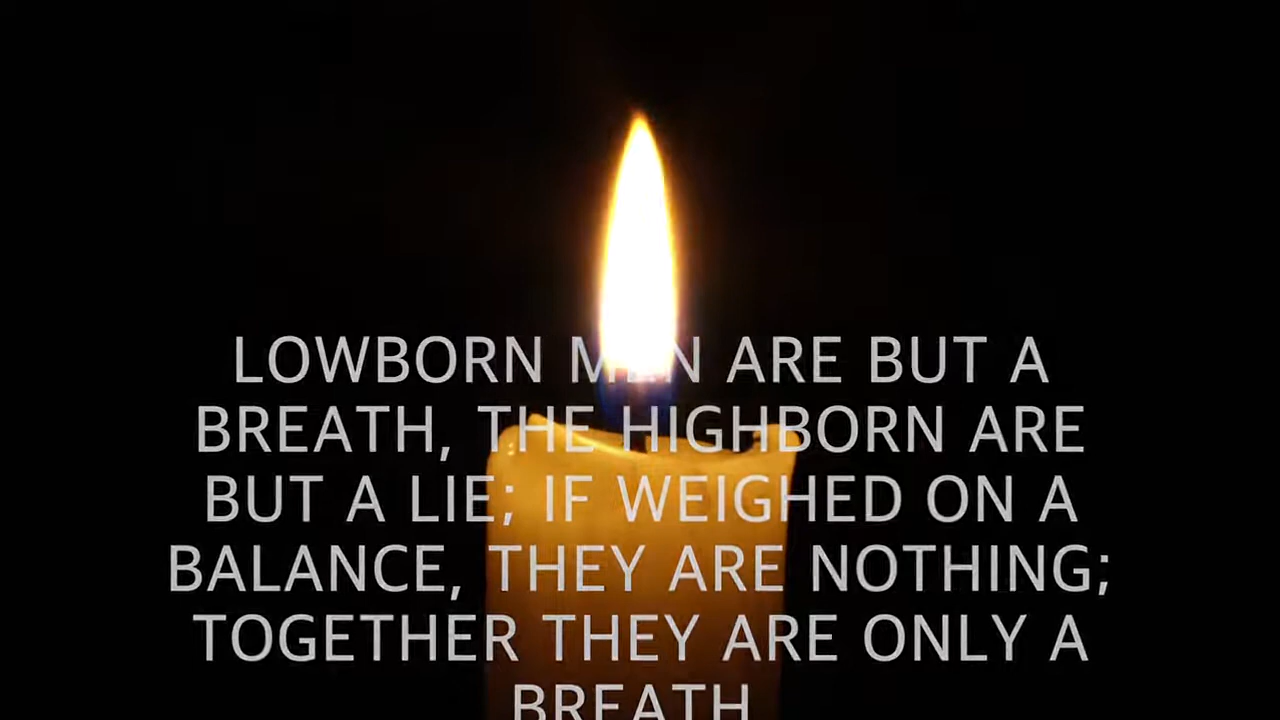 LOWBORN MEN ARE BUT A
BREATH, THE HIGHBORN ARE
BUT A LIE; IF WEIGHED ON A
BALANCE, THEY ARE NOTHING;
TOGETHER THEY ARE ONLY A
BREATH